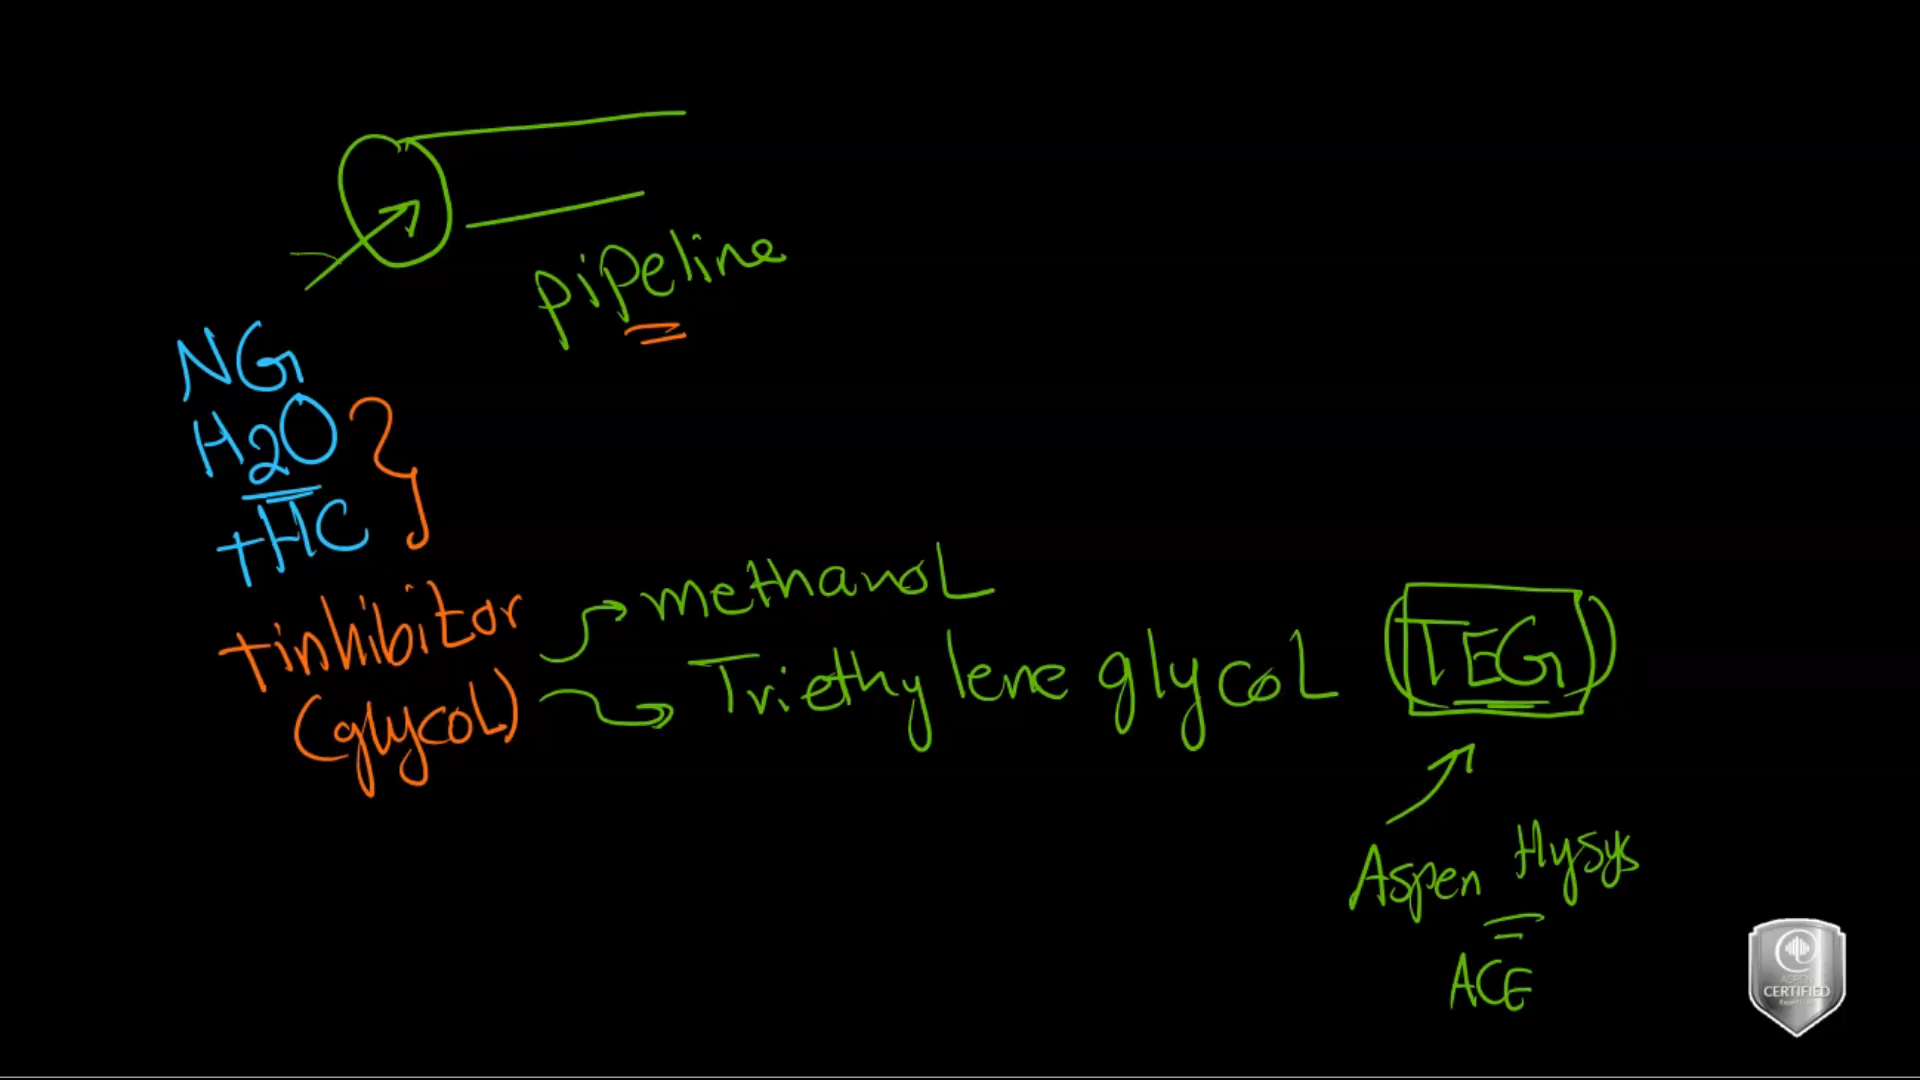 pipeline
NG
H2O
+HC
+inhibitor
(glycol)
methanol
Triethylene glycol (TEG)
Aspen Hysys
ACE
CERTIFIED